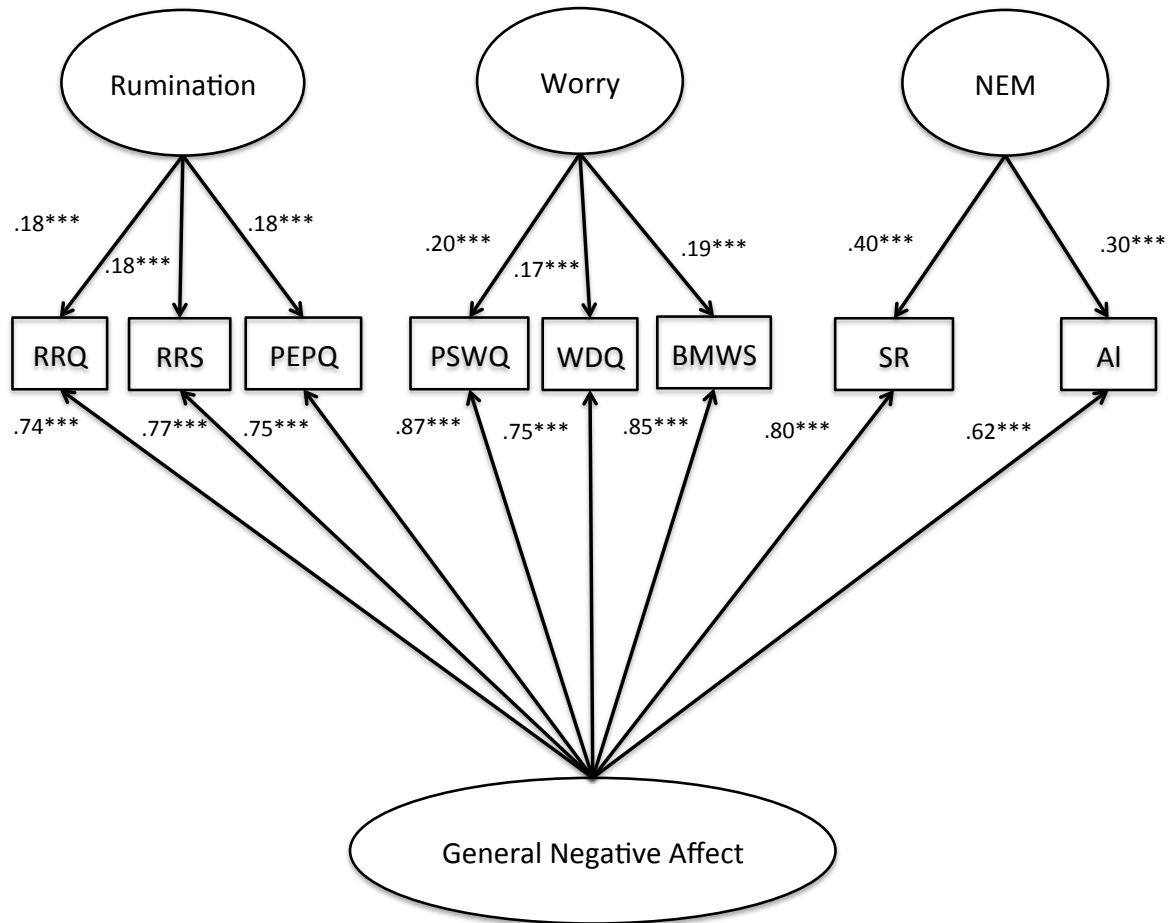 Rumination
Worry
NEM
.18***
.18***
.18***
.20***
.17***
.19***
.40***
.30***
RRQ
RRS
PEPQ
PSWQ
WDQ
BMWS
SR
Al
.74***
.77***
.75***
.87***
.75***
.85***
.80***
.62***
General Negative Affect